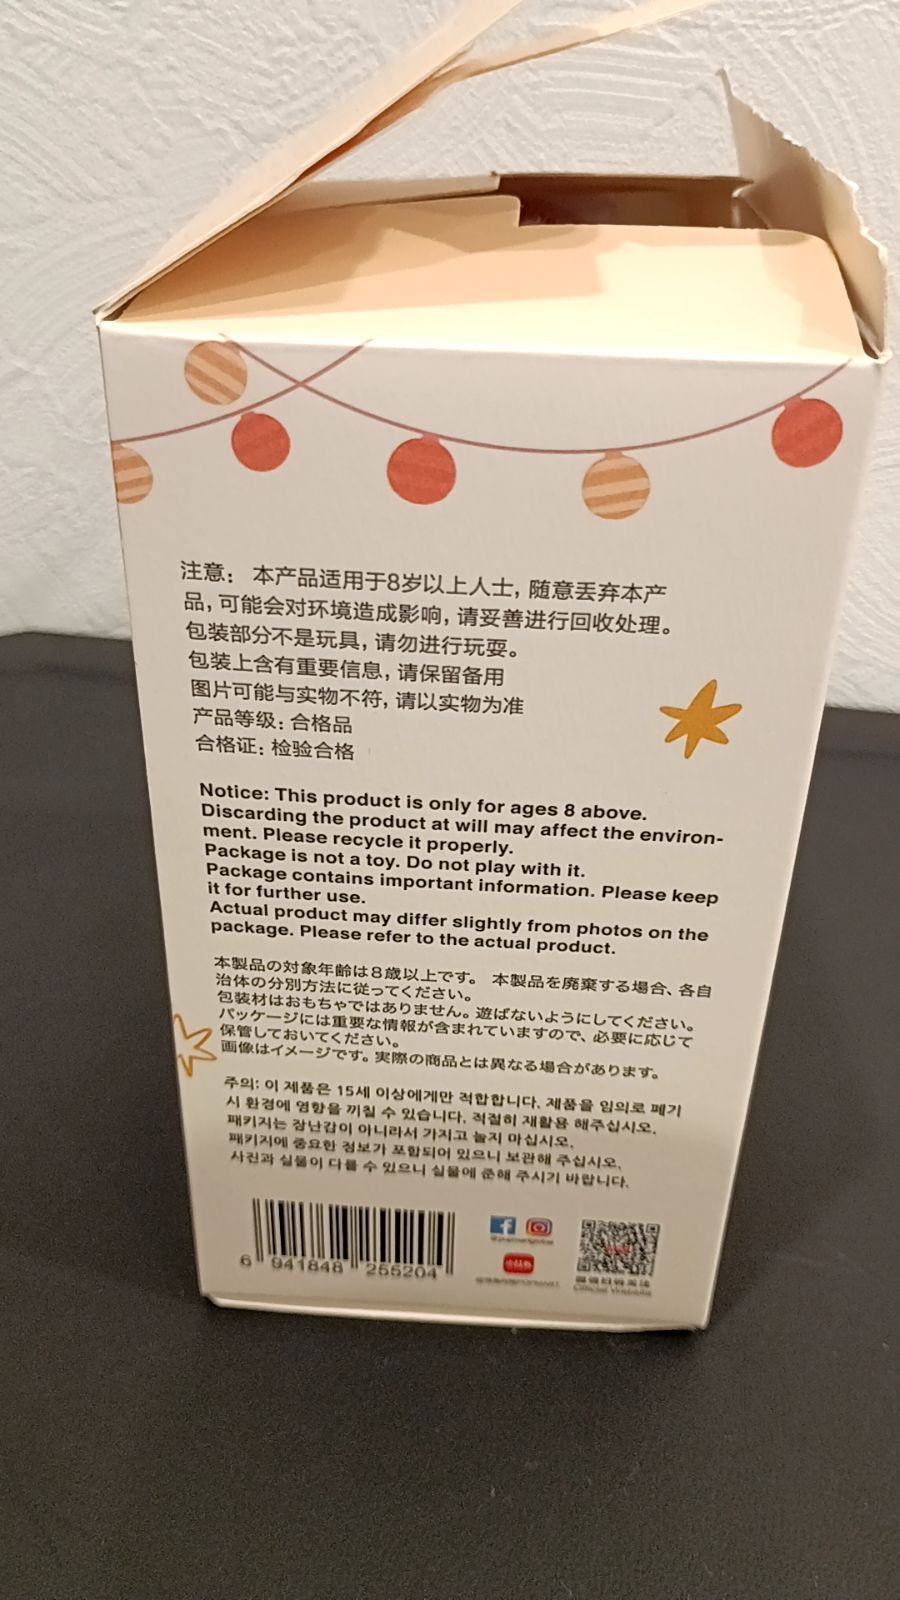 注意： 本产品适用于8岁以上人士, 随意丢弃本产
品, 可能会对环境造成影响, 请妥善进行回收处理。
包装部分不是玩具, 请勿进行玩耍。
包装上含有重要信息, 请保留备用
图片可能与实物不符, 请以实物为准
产品等级: 合格品
合格证: 检验合格
Notice: This product is only for ages 8 above.
Discarding the product at will may affect the environ-
ment. Please recycle it properly.
Package is not a toy. Do not play with it.
Package contains important information. Please keep
it for further use.
Actual product may differ slightly from photos on the
package. Please refer to the actual product.
本製品の対象年齢は8歳以上です。 本製品を廃棄する場合、各自
治体の分別方法に従ってください。
包装材はおもちゃではありません。遊ばないようにしてください。
パッケージには重要な情報が含まれていますので、必要に応じて
保管しておいてください。
画像はイメージです。実際の商品とは異なる場合があります。
주의: 이 제품은 15세 이상에게만 적합합니다. 제품을 임의로 폐기
시 환경에 영향을 끼칠 수 있습니다. 적절히 재활용 해주십시오.
패키지는 장난감이 아니라서 가지고 놀지 마십시오.
패키지에 중요한 정보가 포함되어 있으니 보관해 주십시오.
사진과 실물이 다를 수 있으니 실물에 준해 주시기 바랍니다.
6 941848 255204
小红书
Official Website